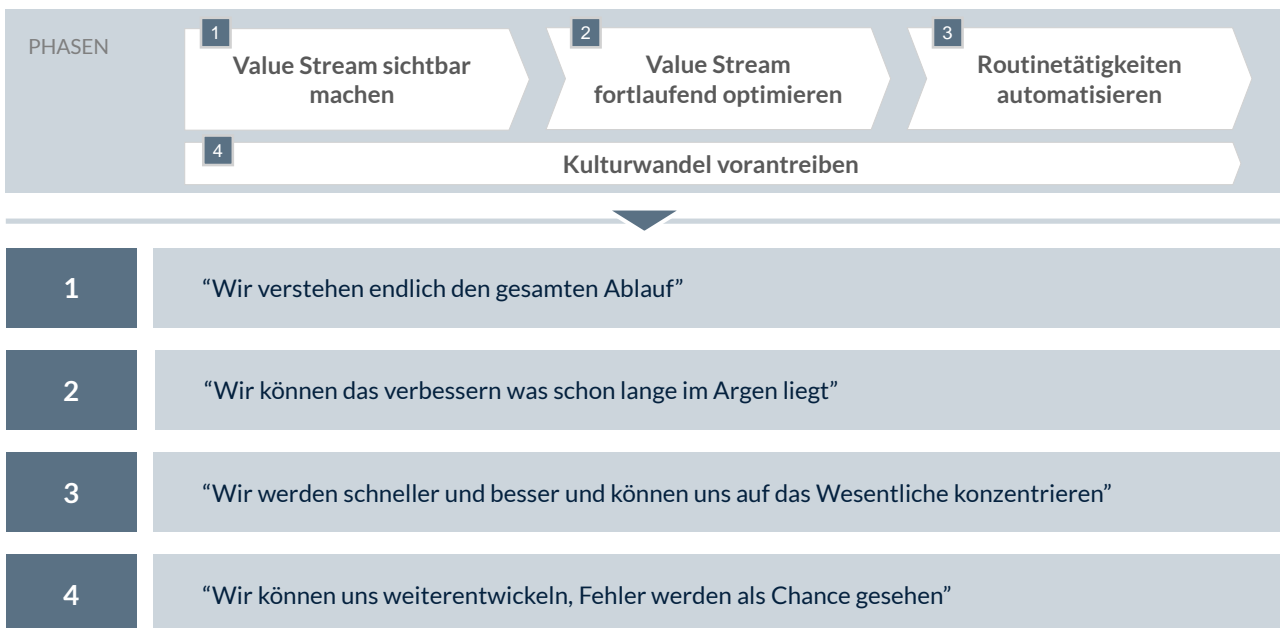 PHASEN
1
Value Stream sichtbar
machen
2
Value Stream
fortlaufend optimieren
3
Routinetätigkeiten
automatisieren
4
Kulturwandel vorantreiben
1
“Wir verstehen endlich den gesamten Ablauf”
2
“Wir können das verbessern was schon lange im Argen liegt”
3
“Wir werden schneller und besser und können uns auf das Wesentliche konzentrieren”
4
“Wir können uns weiterentwickeln, Fehler werden als Chance gesehen”